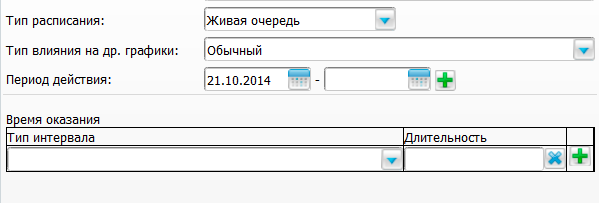 Тип расписания: Живая очередь
Тип влияния на др. графики: Обычный
Период действия: 21.10.2014 -
Время оказания
Тип интервала Длительность